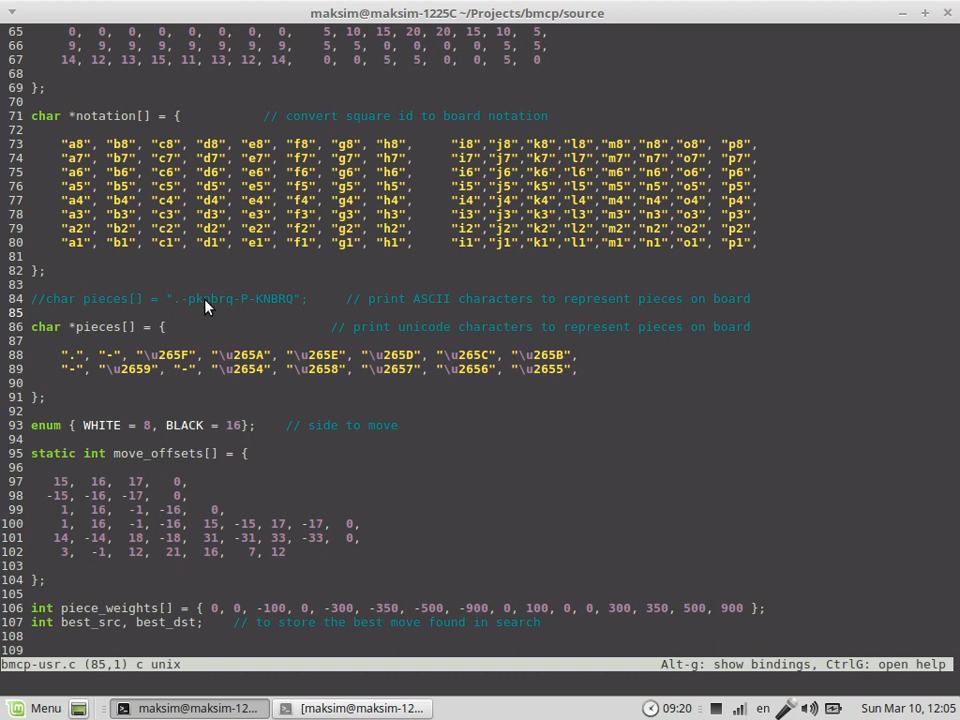 maksim@maksim-1225C ~/Projects/bmcp/source
65      0,  0,  0,  0,  0,  0,  0,  0,    5, 10, 15, 20, 20, 15, 10,  5,
66      9,  9,  9,  9,  9,  9,  9,  9,    5,  5,  0,  0,  0,  0,  5,  5,
67     14, 12, 13, 15, 11, 13, 12, 14,    0,  0,  5,  5,  0,  0,  5,  0
68
69 };
70
71 char *notation[] = {           // convert square id to board notation
72
73     "a8", "b8", "c8", "d8", "e8", "f8", "g8", "h8",     "i8","j8","k8","l8","m8","n8","o8", "p8",
74     "a7", "b7", "c7", "d7", "e7", "f7", "g7", "h7",     "i7","j7","k7","l7","m7","n7","o7", "p7",
75     "a6", "b6", "c6", "d6", "e6", "f6", "g6", "h6",     "i6","j6","k6","l6","m6","n6","o6", "p6",
76     "a5", "b5", "c5", "d5", "e5", "f5", "g5", "h5",     "i5","j5","k5","l5","m5","n5","o5", "p5",
77     "a4", "b4", "c4", "d4", "e4", "f4", "g4", "h4",     "i4","j4","k4","l4","m4","n4","o4", "p4",
78     "a3", "b3", "c3", "d3", "e3", "f3", "g3", "h3",     "i3","j3","k3","l3","m3","n3","o3", "p3",
79     "a2", "b2", "c2", "d2", "e2", "f2", "g2", "h2",     "i2","j2","k2","l2","m2","n2","o2", "p2",
80     "a1", "b1", "c1", "d1", "e1", "f1", "g1", "h1",     "i1","j1","k1","l1","m1","n1","o1", "p1",
81
82 };
83
84 //char pieces[] = ".-pknbrq-P-KNBRQ";     // print ASCII characters to represent pieces on board
85
86 char *pieces[] = {                      // print unicode characters to represent pieces on board
87
88     ".", "-", "\u265F", "\u265A", "\u265E", "\u265D", "\u265C", "\u265B",
89     "-", "\u2659", "-", "\u2654", "\u2658", "\u2657", "\u2656", "\u2655",
90
91 };
92
93 enum { WHITE = 8, BLACK = 16};    // side to move
94
95 static int move_offsets[] = {
96
97    15,  16,  17,   0,
98   -15, -16, -17,   0,
99     1,  16,  -1, -16,   0,
100     1,  16,  -1, -16,  15, -15, 17, -17,  0,
101    14, -14,  18, -18,  31, -31, 33, -33,  0,
102     3,  -1,  12,  21,  16,   7, 12
103
104 };
105
106 int piece_weights[] = { 0, 0, -100, 0, -300, -350, -500, -900, 0, 100, 0, 0, 300, 350, 500, 900 };
107 int best_src, best_dst;    // to store the best move found in search
108
109
bmcp-usr.c (85,1) c unix    Alt-g: show bindings, CtrlG: open help
Menu    maksim@maksim-12...    [maksim@maksim-12...    09:20    en    Sun Mar 10, 12:05